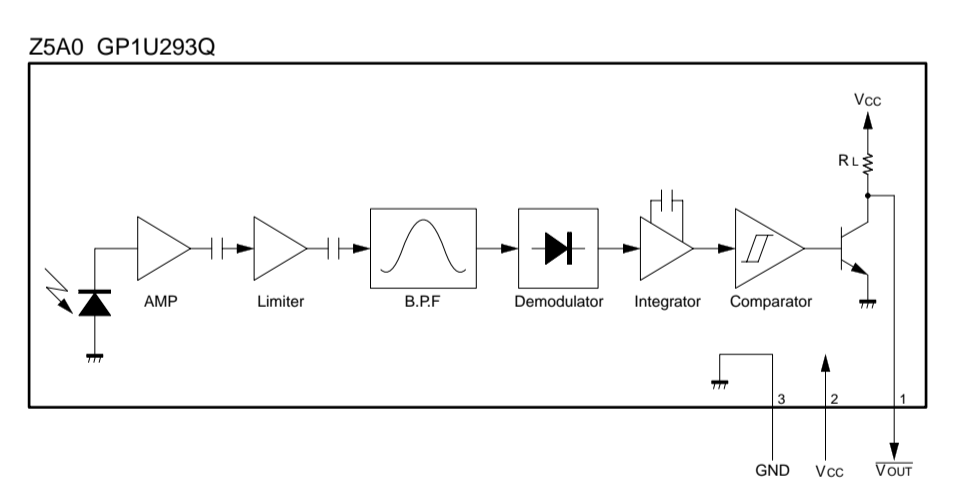 Z5A0 GP1U293Q
VCC
RL
AMP
Limiter
B.P.F
Demodulator
Integrator
Comparator
3
2
1
GND
VCC
VOUT